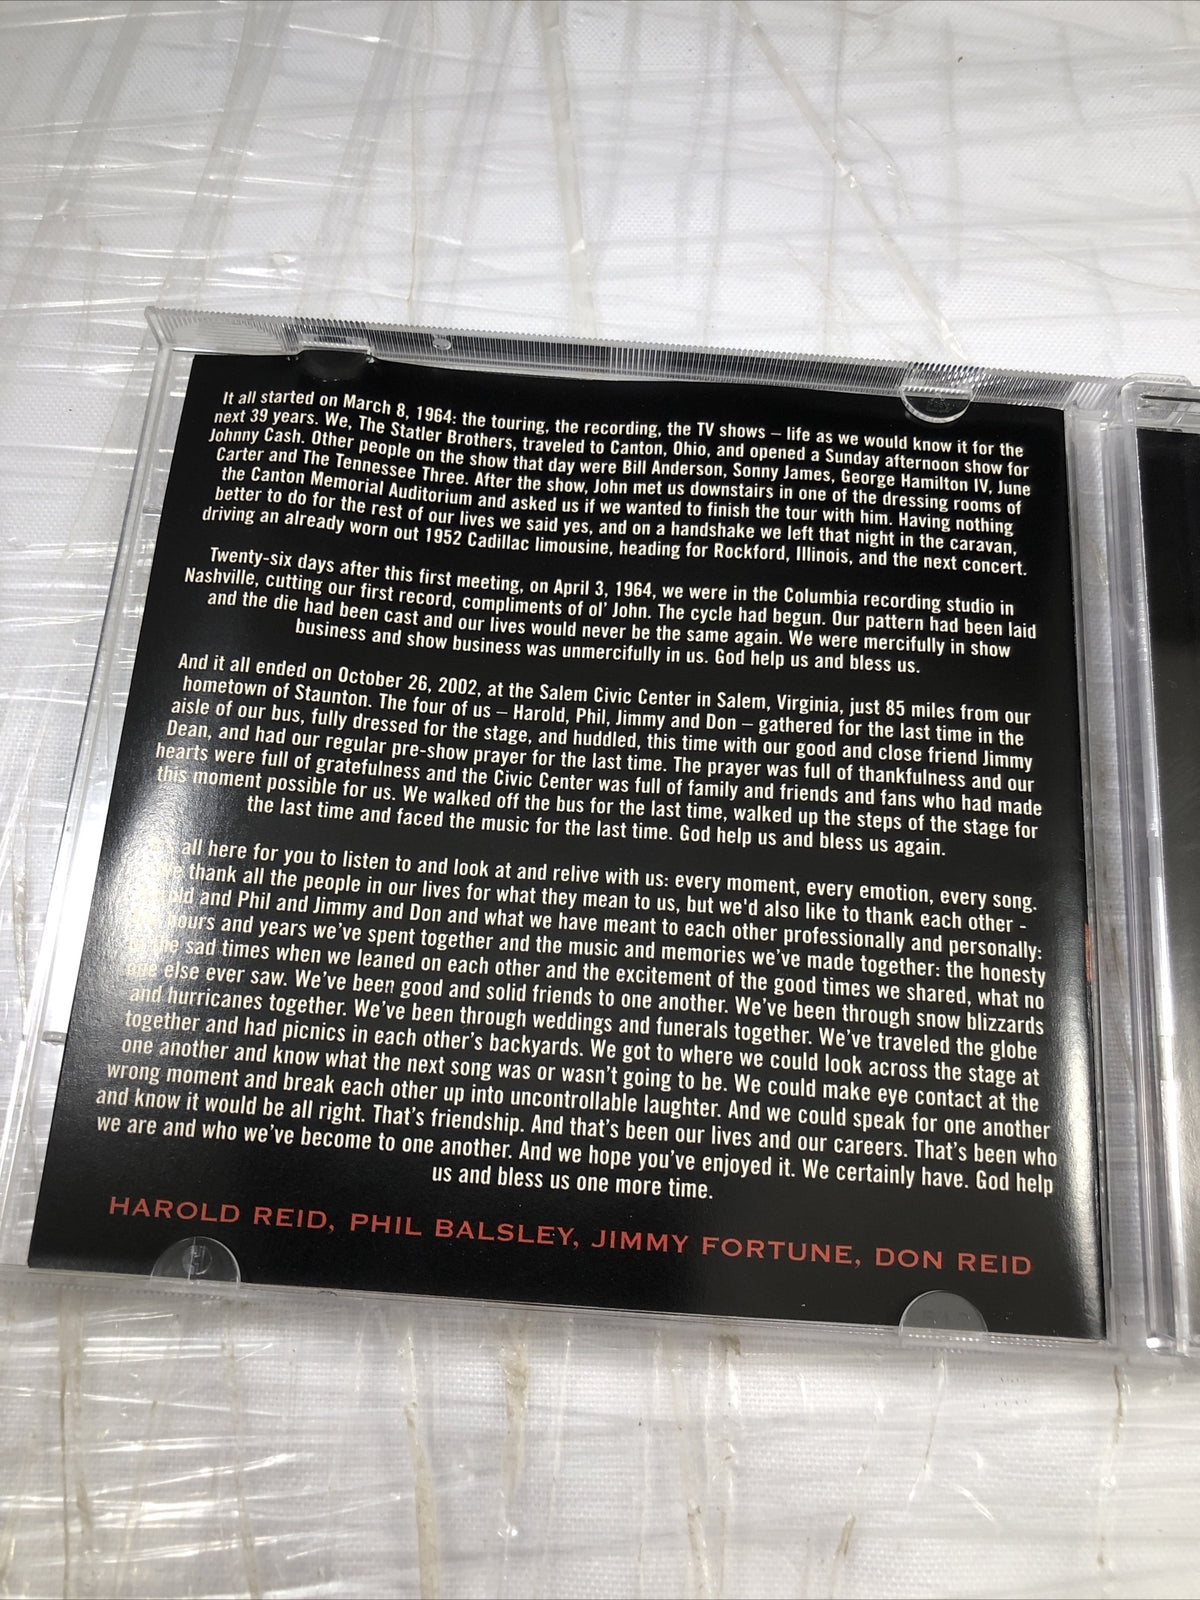 It all started on March 8, 1964: the touring, the recording, the TV shows – life as we would know it for the
next 39 years. We, The Statler Brothers, traveled to Canton, Ohio, and opened a Sunday afternoon show for
Johnny Cash. Other people on the show that day were Bill Anderson, Sonny James, George Hamilton IV, June
Carter and The Tennessee Three. After the show, John met us downstairs in one of the dressing rooms of
the Canton Memorial Auditorium and asked us if we wanted to finish the tour with him. Having nothing
better to do for the rest of our lives we said yes, and on a handshake we left that night in the caravan,
driving an already worn out 1952 Cadillac limousine, heading for Rockford, Illinois, and the next concert.
Twenty-six days after this first meeting, on April 3, 1964, we were in the Columbia recording studio in
Nashville, cutting our first record, compliments of ol' John. The cycle had begun. Our pattern had been laid
and the die had been cast and our lives would never be the same again. We were mercifully in show
business and show business was unmercifully in us. God help us and bless us.
And it all ended on October 26, 2002, at the Salem Civic Center in Salem, Virginia, just 85 miles from our
hometown of Staunton. The four of us – Harold, Phil, Jimmy and Don – gathered for the last time in the
aisle of our bus, fully dressed for the stage, and huddled, this time with our good and close friend Jimmy
Dean, and had our regular pre-show prayer for the last time. The prayer was full of thankfulness and our
hearts were full of gratefulness and the Civic Center was full of family and friends and fans who had made
this moment possible for us. We walked off the bus for the last time, walked up the steps of the stage for
the last time and faced the music for the last time. God help us and bless us again.
all here for you to listen to and look at and relive with us: every moment, every emotion, every song.
thank all the people in our lives for what they mean to us, but we'd also like to thank each other -
and Phil and Jimmy and Don and what we have meant to each other professionally and personally:
hours and years we've spent together and the music and memories we've made together: the honesty
sad times when we leaned on each other and the excitement of the good times we shared, what no
one else ever saw. We've been good and solid friends to one another. We've been through snow blizzards
and hurricanes together. We've been through weddings and funerals together. We've traveled the globe
together and had picnics in each other's backyards. We got to where we could look across the stage at
one another and know what the next song was or wasn't going to be. We could make eye contact at the
wrong moment and break each other up into uncontrollable laughter. And we could speak for one another
and know it would be all right. That's friendship. And that's been our lives and our careers. That's been who
we are and who we've become to one another. And we hope you've enjoyed it. We certainly have. God help
us and bless us one more time.
HAROLD REID, PHIL BALSLEY, JIMMY FORTUNE, DON REID